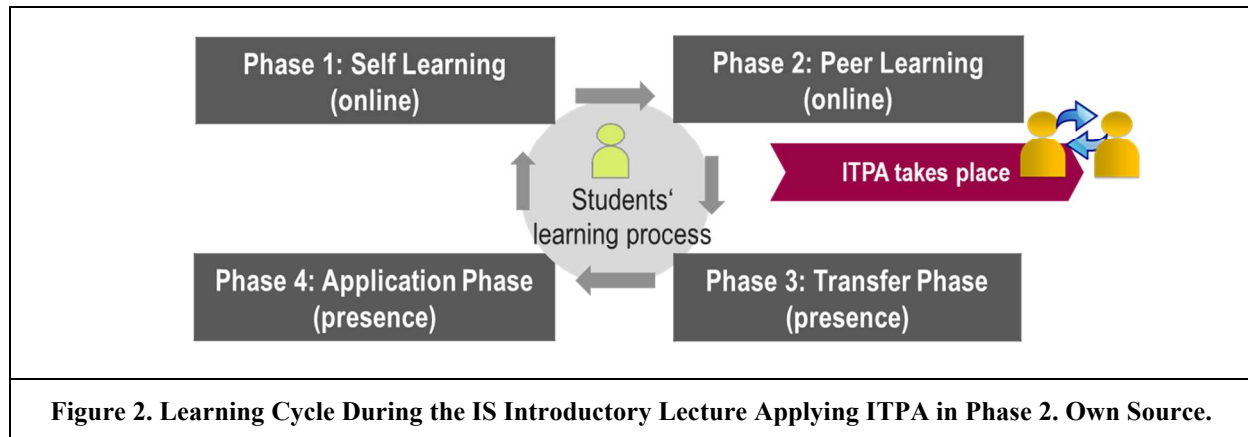 Phase 1: Self Learning
(online)
Phase 2: Peer Learning
(online)
ITPA takes place
Students‘
learning process
Phase 4: Application Phase
(presence)
Phase 3: Transfer Phase
(presence)
Figure 2. Learning Cycle During the IS Introductory Lecture Applying ITPA in Phase 2. Own Source.